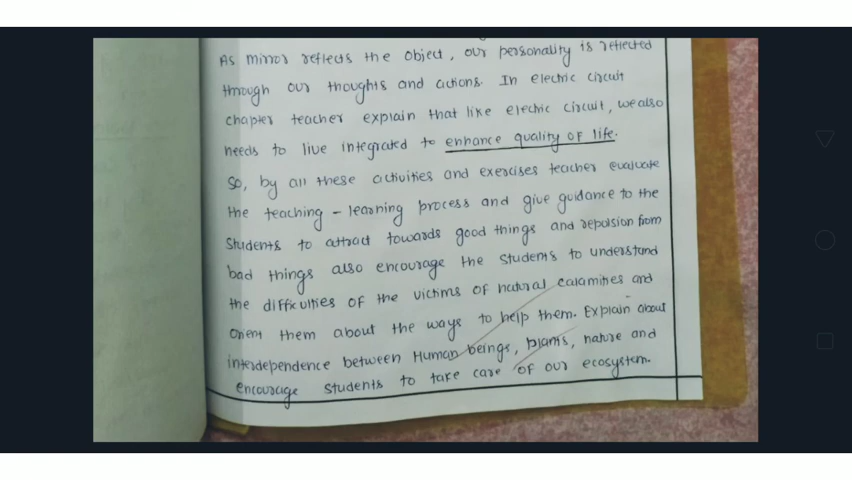 As mirror reflects the object, our personality is reflected
through our thoughts and actions. In electric circuit
chapter teacher explain that like electric circuit, we also
needs to live integrated to enhance quality of life.
So, by all these activities and exercises teacher evaluate
the teaching - learning process and give guidance to the
students to attract towards good things and repulsion from
bad things also encourage the students to understand
the difficulties of the victims of natural calamities and
orient them about the ways to help them. Explain about
interdependence between Human beings, plants, nature and
encourage students to take care of our ecosystem.